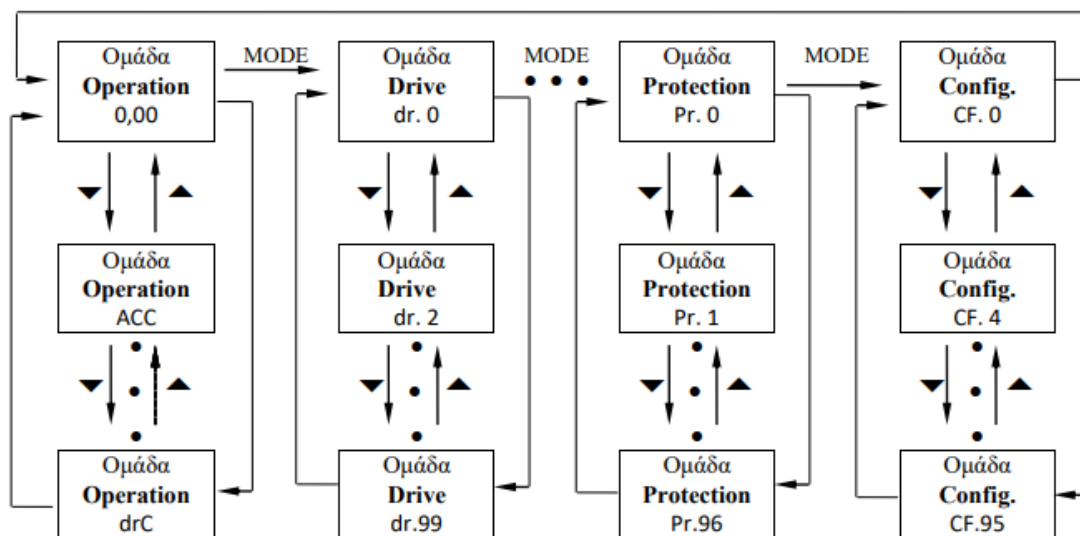 Ομάδα
Operation
0,00
MODE
Ομάδα
Drive
dr. 0
MODE
Ομάδα
Protection
Pr. 0
MODE
Ομάδα
Config.
CF. 0
Ομάδα
Operation
ACC
Ομάδα
Drive
dr. 2
Ομάδα
Protection
Pr. 1
Ομάδα
Config.
CF. 4
Ομάδα
Operation
drC
Ομάδα
Drive
dr.99
Ομάδα
Protection
Pr.96
Ομάδα
Config.
CF.95